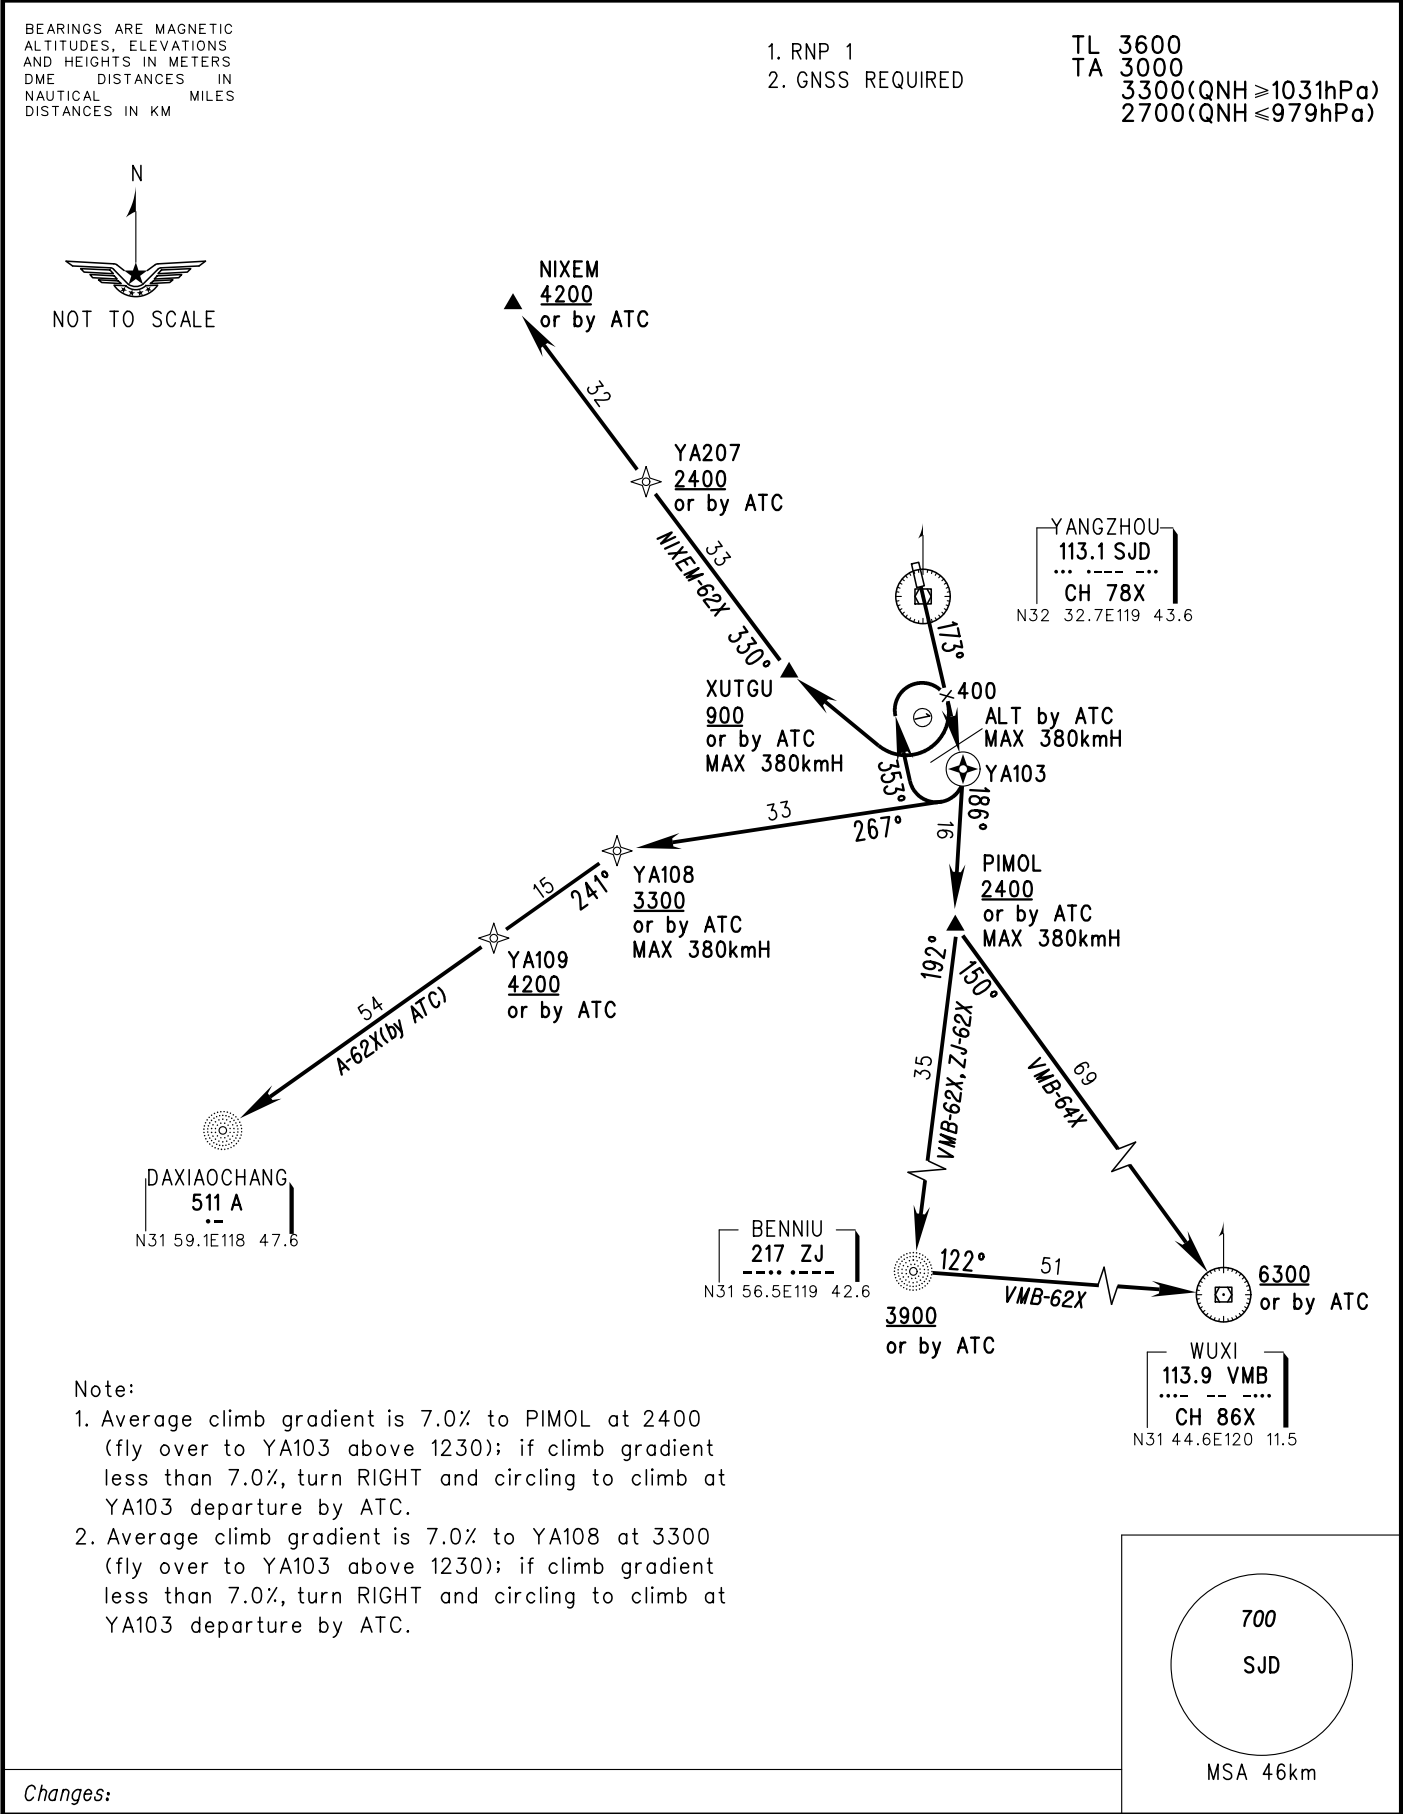 BEARINGS ARE MAGNETIC
ALTITUDES, ELEVATIONS
AND HEIGHTS IN METERS
DME DISTANCES IN
NAUTICAL MILES
DISTANCES IN KM
1. RNP 1
2. GNSS REQUIRED
TL 3600
TA 3000
3300(QNH≥1031hPa)
2700(QNH≤979hPa)
N
NOT TO SCALE
NIXEM
4200
or by ATC
32
YA207
2400
or by ATC
33
NIXEM-62X
330°
YANGZHOU
113.1 SJD
... .--- -..
CH 78X
N32 32.7E119 43.6
173°
XUTGU
900
or by ATC
MAX 380kmH
400
1
ALT by ATC
MAX 380kmH
YA103
353°
186°
16
33
267°
YA108
3300
or by ATC
MAX 380kmH
15
241°
YA109
4200
or by ATC
54
A-62X(by ATC)
PIMOL
2400
or by ATC
MAX 380kmH
192°
150°
35
VMB-62X, ZJ-62X
69
VMB-64X
DAXIAOCHANG
511 A
.-
N31 59.1E118 47.6
BENNIU
217 ZJ
--.. .---
N31 56.5E119 42.6
122°
51
VMB-62X
3900
or by ATC
6300
or by ATC
WUXI
113.9 VMB
...- -- -...
CH 86X
N31 44.6E120 11.5
Note:
1. Average climb gradient is 7.0% to PIMOL at 2400
(fly over to YA103 above 1230); if climb gradient
less than 7.0%, turn RIGHT and circling to climb at
YA103 departure by ATC.
2. Average climb gradient is 7.0% to YA108 at 3300
(fly over to YA103 above 1230); if climb gradient
less than 7.0%, turn RIGHT and circling to climb at
YA103 departure by ATC.
700
SJD
MSA 46km
Changes: